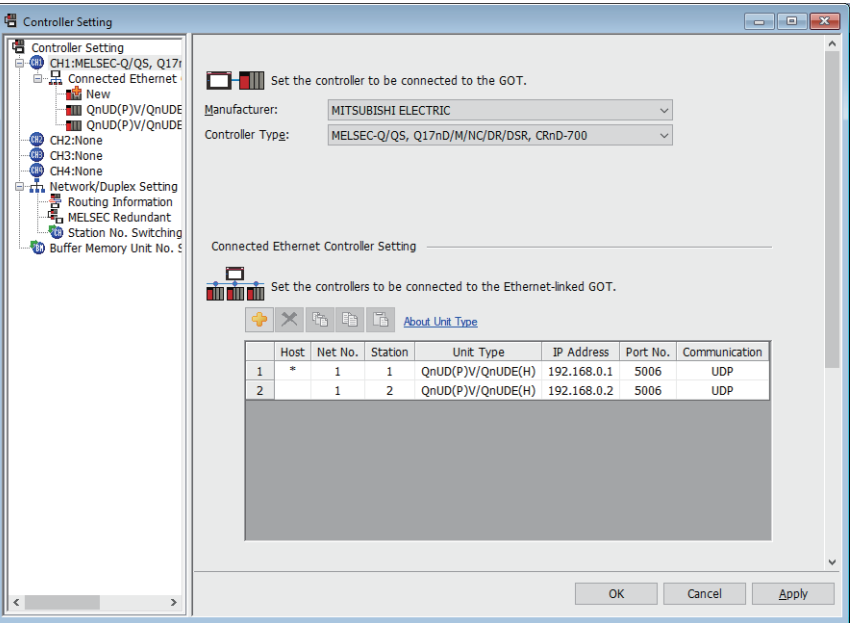 Controller Setting
Controller Setting
CH1:MELSEC-Q/QS, Q17n
Connected Ethernet
New
QnUD(P)V/QnUDE
QnUD(P)V/QnUDE
CH2:None
CH3:None
CH4:None
Network/Duplex Setting
Routing Information
MELSEC Redundant
Station No. Switching
Buffer Memory Unit No. S
Set the controller to be connected to the GOT.
Manufacturer: MITSUBISHI ELECTRIC
Controller Type: MELSEC-Q/QS, Q17nD/M/NC/DR/DSR, CRnD-700
Connected Ethernet Controller Setting
Set the controllers to be connected to the Ethernet-linked GOT.
About Unit Type
Host Net No. Station Unit Type IP Address Port No. Communication
1 * 1 1 QnUD(P)V/QnUDE(H) 192.168.0.1 5006 UDP
2 1 2 QnUD(P)V/QnUDE(H) 192.168.0.2 5006 UDP
OK Cancel Apply